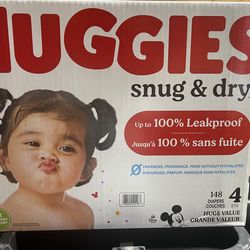 HUGGIES
snug & dry
Up to 100% Leakproof
Jusqu'à 100 % sans fuite
PARABENS, FRAGRANCE. MADE WITHOUT PHTHALATES.
PARABÈNES, PARFUM. FABRIQUÉ SANS PHTALATES.
148
DIAPERS
COUCHES
4
HUGE VALUE
GRANDE VALEUR